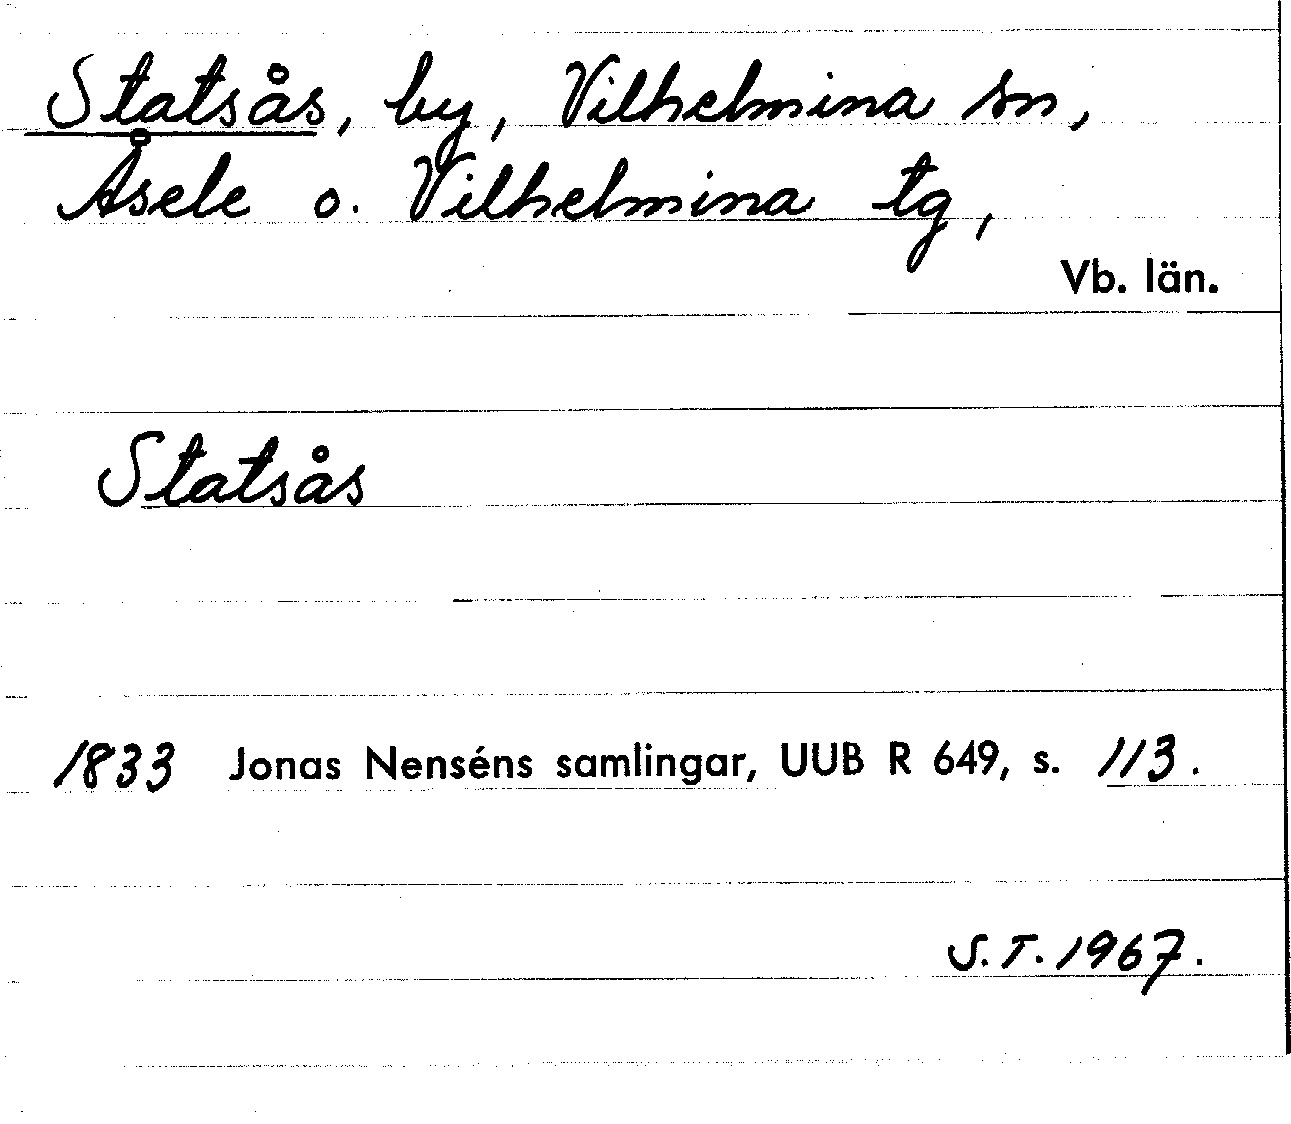 Statsås, by, Vilhelmina sn,
Åsele o. Vilhelmina tg,
Vb. län.
Statsås
1833 Jonas Nenséns samlingar, UUB R 649, s. 113.
S.T. 1967.